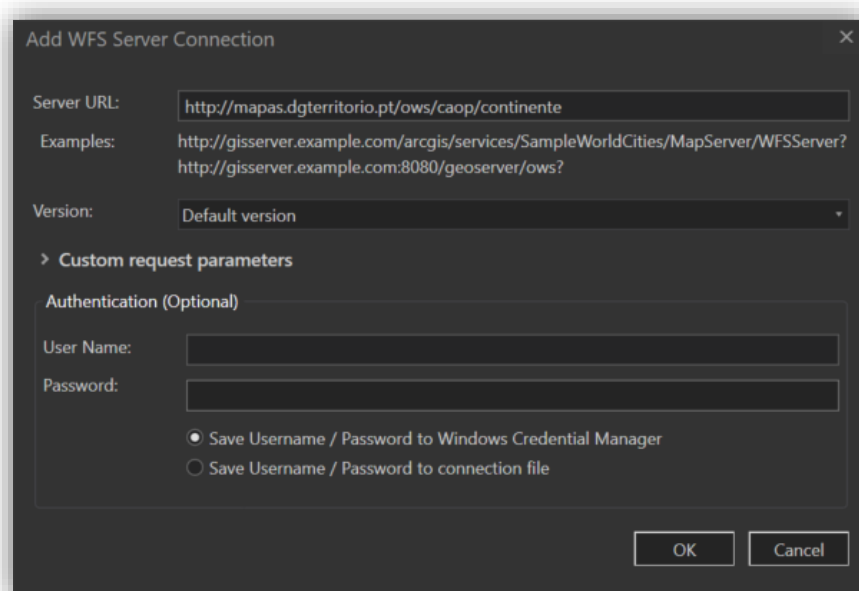 Add WFS Server Connection
Server URL: http://mapas.dgterritorio.pt/ows/caop/continente
Examples: http://gisserver.example.com/arcgis/services/SampleWorldCities/MapServer/WFSServer?
http://gisserver.example.com:8080/geoserver/ows?
Version: Default version
Custom request parameters
Authentication (Optional)
User Name:
Password:
Save Username / Password to Windows Credential Manager
Save Username / Password to connection file
OK Cancel